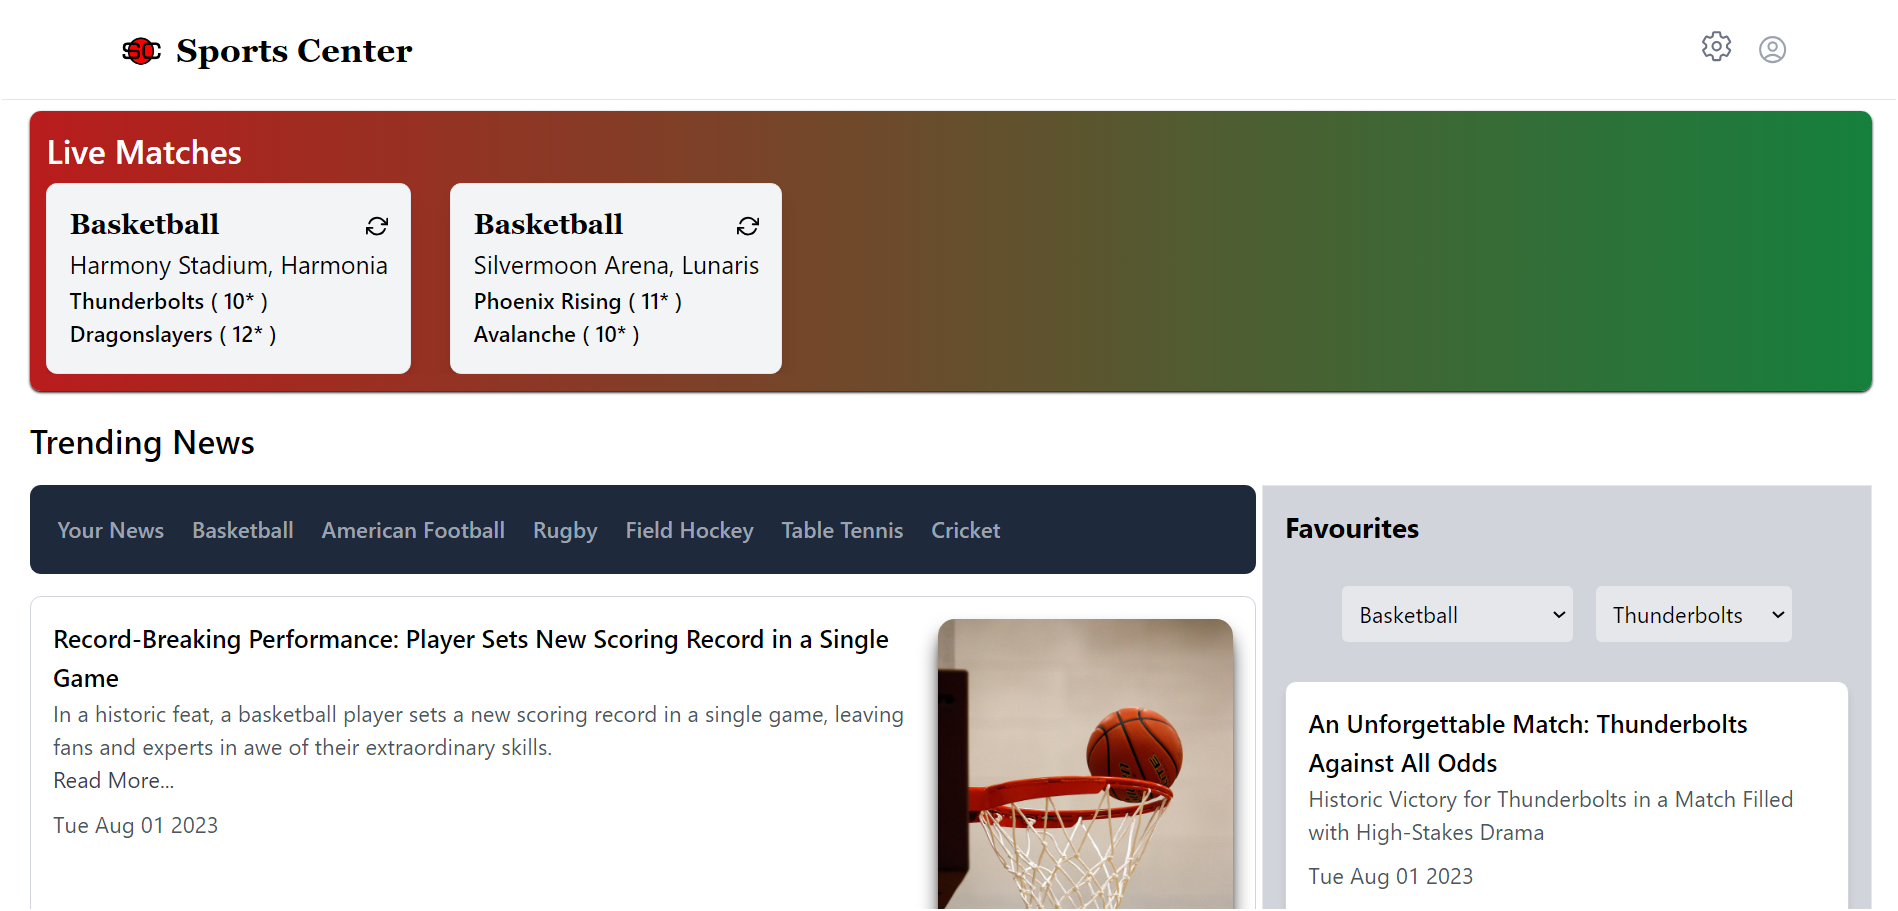 SOC
Sports Center
Live Matches
Basketball
Harmony Stadium, Harmonia
Thunderbolts ( 10* )
Dragonslayers ( 12* )
Basketball
Silvermoon Arena, Lunaris
Phoenix Rising ( 11* )
Avalanche ( 10* )
Trending News
Your News Basketball American Football Rugby Field Hockey Table Tennis Cricket
Record-Breaking Performance: Player Sets New Scoring Record in a Single
Game
In a historic feat, a basketball player sets a new scoring record in a single game, leaving
fans and experts in awe of their extraordinary skills.
Read More...
Tue Aug 01 2023
Favourites
Basketball Thunderbolts
An Unforgettable Match: Thunderbolts
Against All Odds
Historic Victory for Thunderbolts in a Match Filled
with High-Stakes Drama
Tue Aug 01 2023